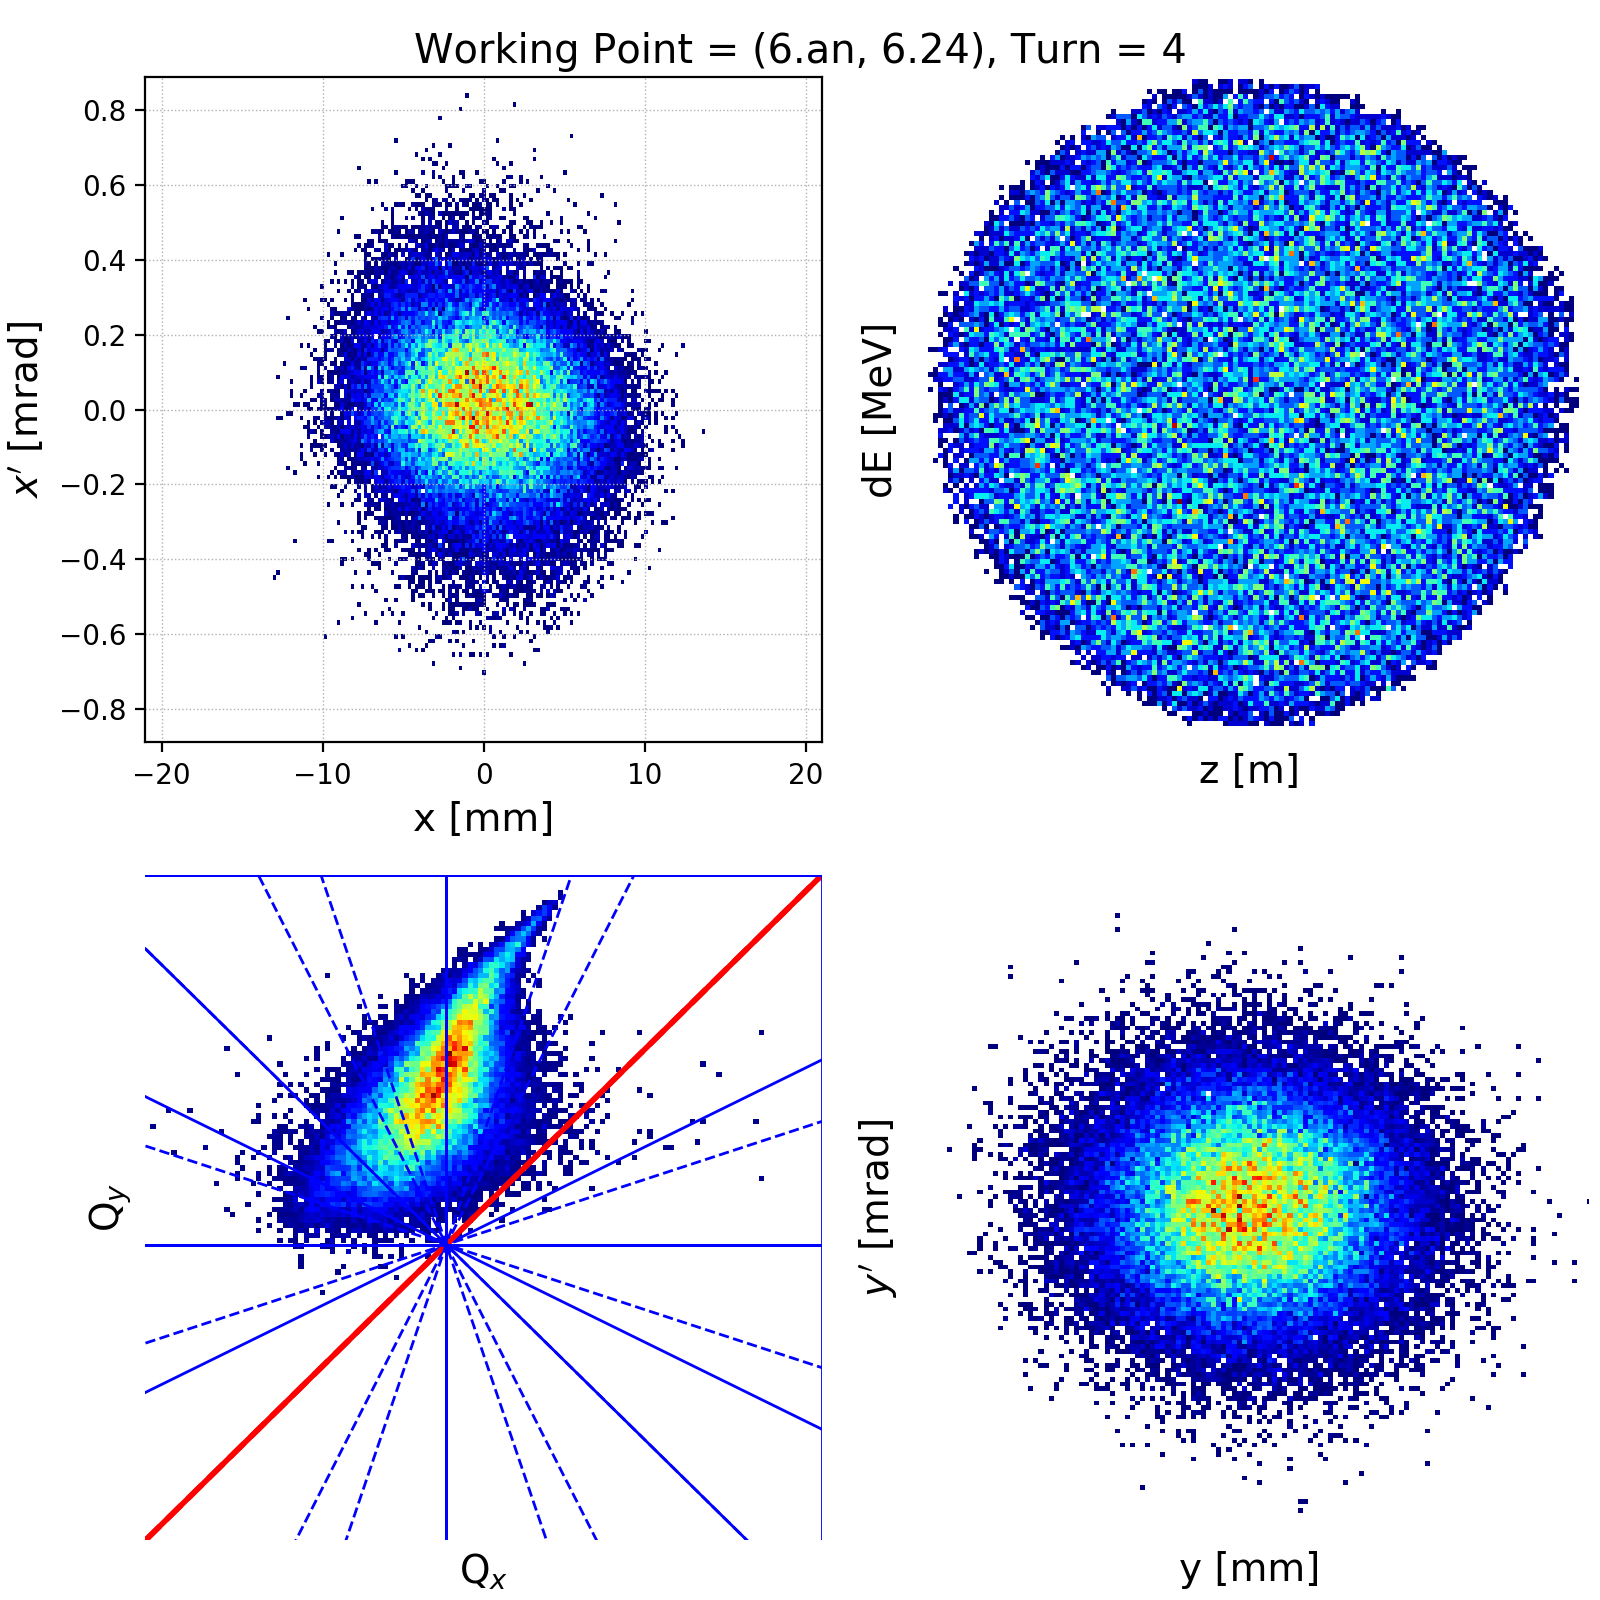 Working Point = (6.an, 6.24), Turn = 4
0.8
0.6
0.4
0.2
0.0
−0.2
−0.4
−0.6
−0.8
x′ [mrad]
−20 −10 0 10 20
x [mm]
dE [MeV]
z [m]
Qy
Qx
y′ [mrad]
y [mm]